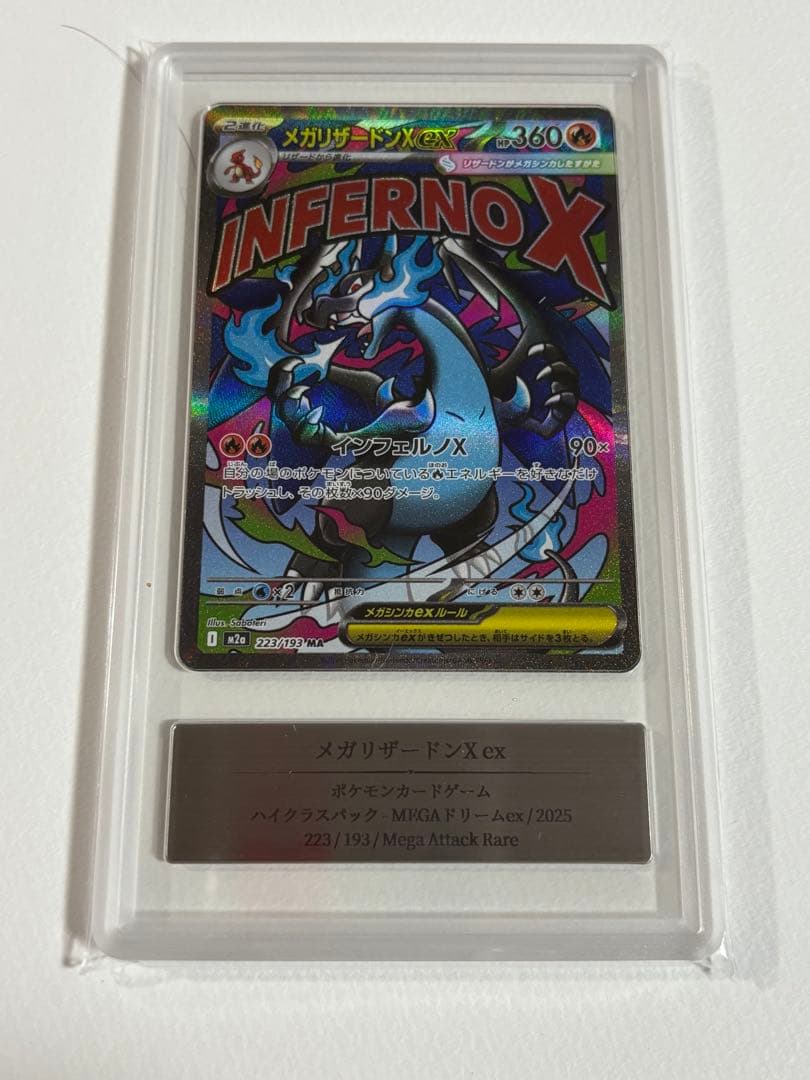 2進化
メガリザードンXex HP360
リザードから進化
リザードンがメガシンカしたすがた
INFERNO X
インフェルノX 90×
自分の場のポケモンについているエネルギーを好きなだけ
トラッシュし、その枚数×90ダメージ。
弱点 ×2 抵抗力 にげる
メガシンカexルール
メガシンカexがきぜつしたとき、相手はサイドを3枚とる。
Illus. Saboteri
I M2a 223/193 MA
メガリザードンX ex
ポケモンカードゲーム
ハイクラスパック - MEGAドリームex / 2025
223 / 193 / Mega Attack Rare